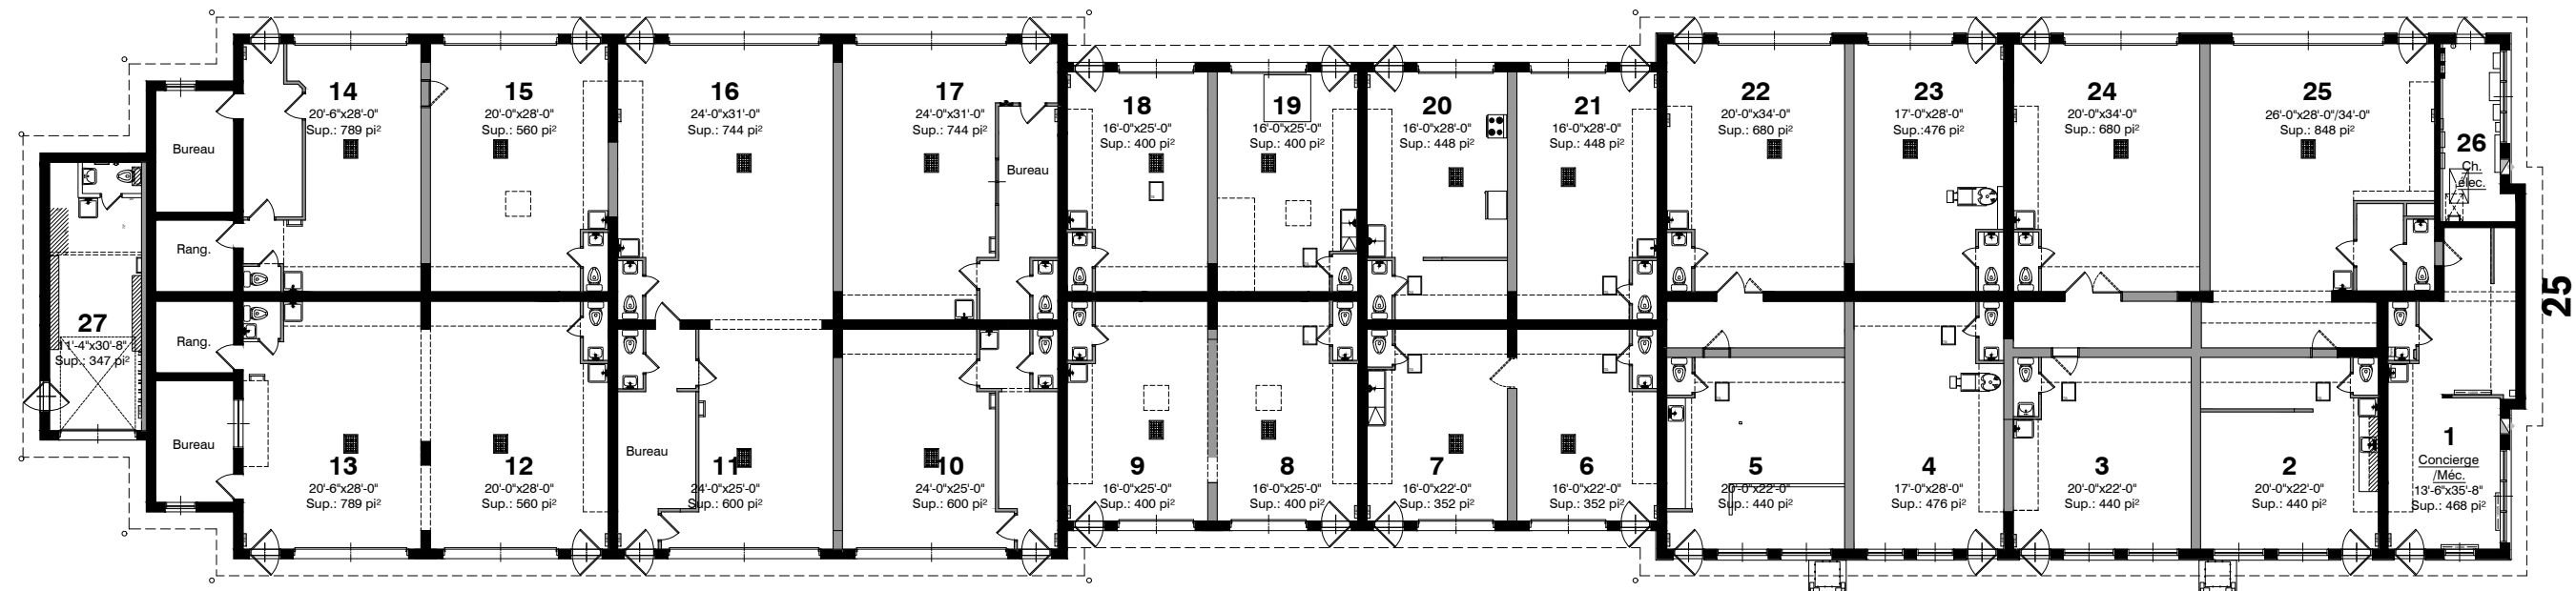 14
20'-6"x28'-0"
Sup.: 789 pi²
15
20'-0"x28'-0"
Sup.: 560 pi²
16
24'-0"x31'-0"
Sup.: 744 pi²
17
24'-0"x31'-0"
Sup.: 744 pi²
Bureau
18
16'-0"x25'-0"
Sup.: 400 pi²
19
16'-0"x25'-0"
Sup.: 400 pi²
20
16'-0"x28'-0"
Sup.: 448 pi²
21
16'-0"x28'-0"
Sup.: 448 pi²
22
20'-0"x34'-0"
Sup.: 680 pi²
23
17'-0"x28'-0"
Sup.:476 pi²
24
20'-0"x34'-0"
Sup.: 680 pi²
25
26'-0"x28'-0"/34'-0"
Sup.: 848 pi²
26
Ch.
élec.
Bureau
Rang.
27
11'-4"x30'-8"
Sup.: 347 pi²
Rang.
Bureau
13
20'-6"x28'-0"
Sup.: 789 pi²
12
20'-0"x28'-0"
Sup.: 560 pi²
Bureau
11
24'-0"x25'-0"
Sup.: 600 pi²
10
24'-0"x25'-0"
Sup.: 600 pi²
9
16'-0"x25'-0"
Sup.: 400 pi²
8
16'-0"x25'-0"
Sup.: 400 pi²
7
16'-0"x22'-0"
Sup.: 352 pi²
6
16'-0"x22'-0"
Sup.: 352 pi²
5
20'-0"x22'-0"
Sup.: 440 pi²
4
17'-0"x28'-0"
Sup.: 476 pi²
3
20'-0"x22'-0"
Sup.: 440 pi²
2
20'-0"x22'-0"
Sup.: 440 pi²
1
Concierge
/Méc.
13'-6"x35'-8"
Sup.: 468 pi²
25